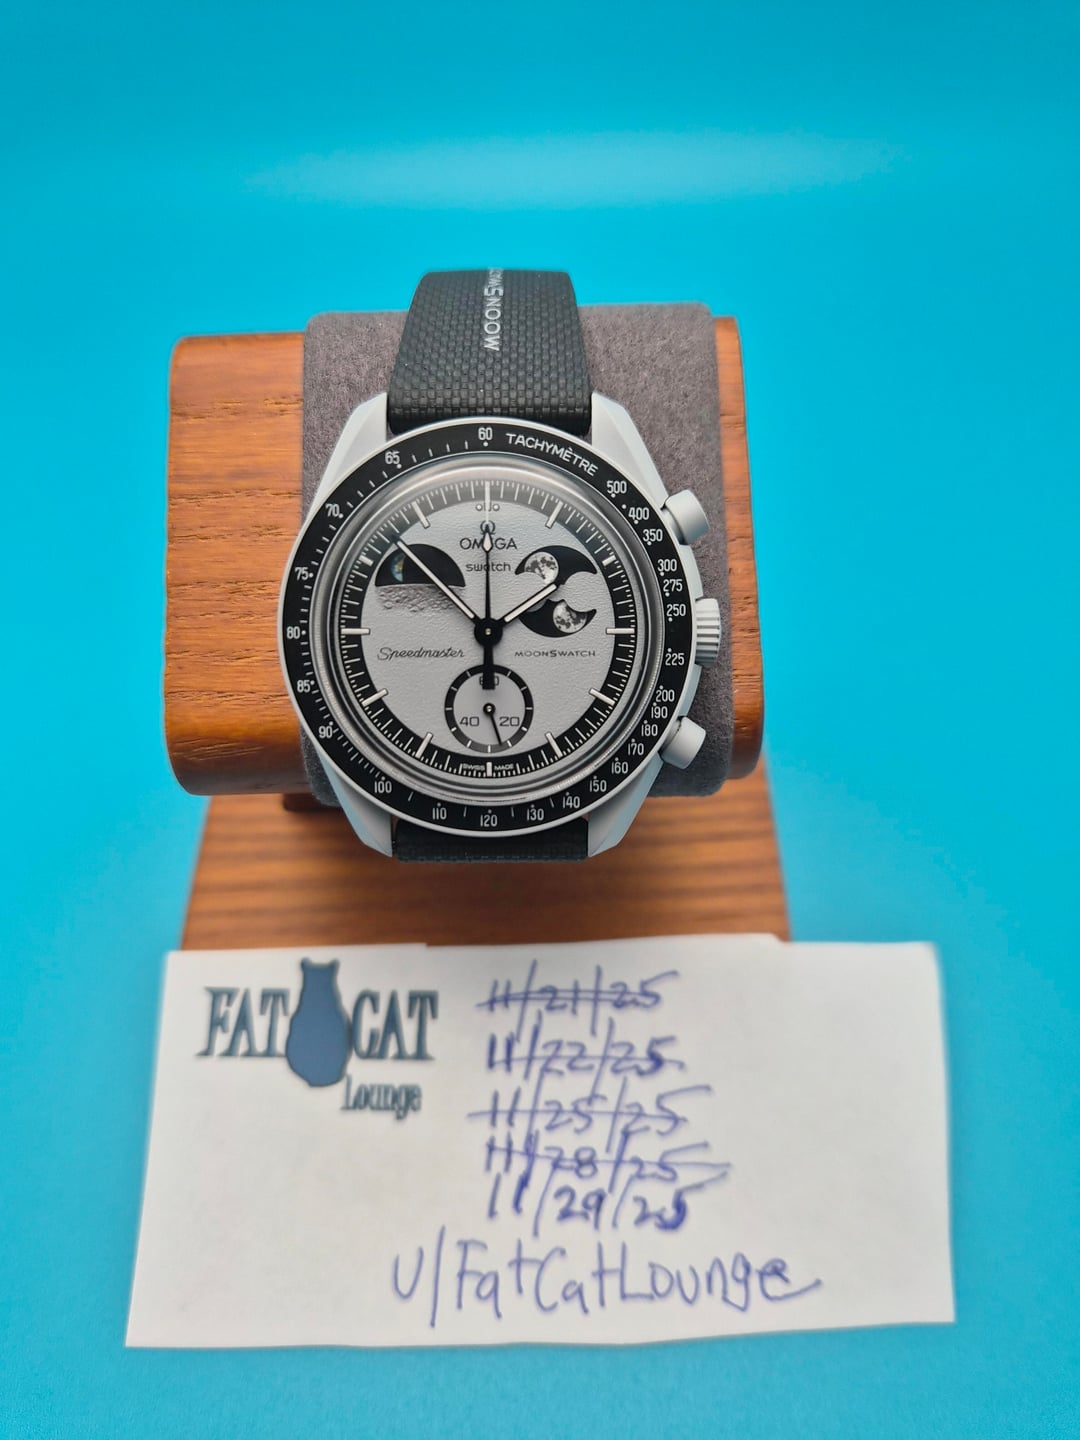 MOONSWATCH
60 TACHYMÈTRE
500
400
350
300
275
250
225
200
190
180
170
160
150
140
130
120
110
100
90
85
80
75
70
65
Ω
OMEGA
swatch
Speedmaster
MOONSWATCH
60
40 20
SWISS MADE
FAT CAT
Lounge
11/21/25
11/22/25
11/25/25
11/28/25
11/29/25
u/FatCatLounge